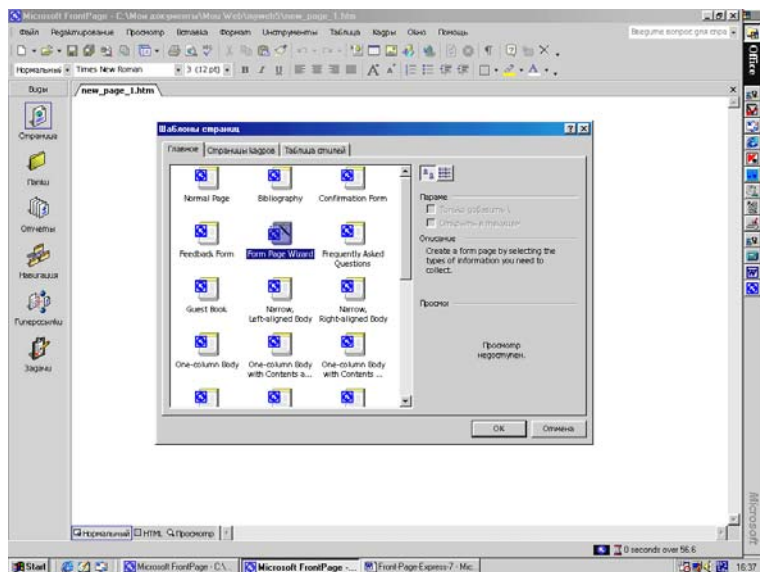 Microsoft FrontPage - C:\Мои документы\Мои Web\myweb5\new_page_1.htm
Файл Редактирование Просмотр Вставка Формат Инструменты Таблица Кадры Окно Помощь
Введите вопрос для спра
Нормальный Times New Roman 3 (12 pt)
Office
Виды
new_page_1.htm
Страница
Папки
Отчеты
Навигация
Гиперссылки
Задачи
Шаблоны страниц
Главное Страницы кадров Таблица стилей
Normal Page Bibliography Confirmation Form
Feedback Form Form Page Wizard Frequently Asked
Questions
Guest Book Narrow, Narrow,
Left-aligned Body Right-aligned Body
One-column Body One-column Body One-column Body
with Contents a... with Contents ...
Параме
Описание
Create a form page by selecting the
types of information you need to
collect.
Просмот
Просмотр
недоступен.
OK Отмена
Нормальный HTML Просмотр
0 seconds over 56.6
Microsoft
Start Microsoft FrontPage - C:\... Microsoft FrontPage -... Front-Page-Express-7 - Mic... 16:37